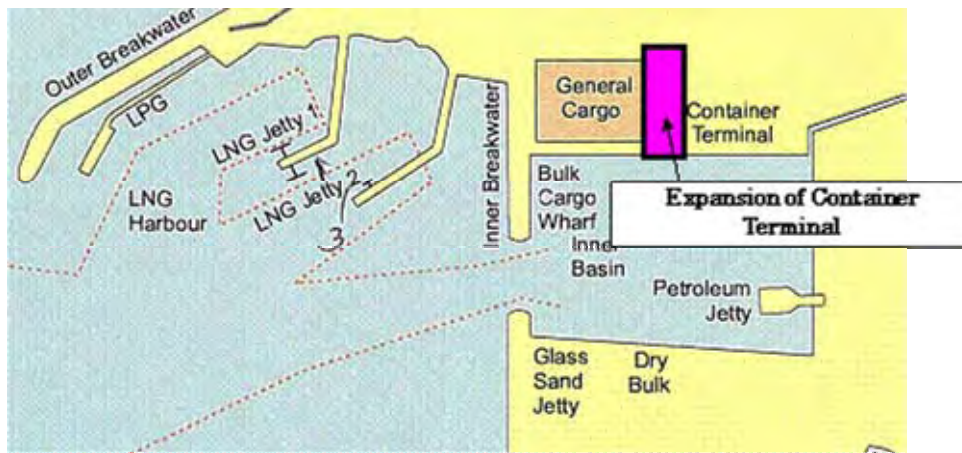 Outer Breakwater
LPG
LNG Jetty 1
LNG Jetty 2
3
LNG
Harbour
Inner Breakwater
General
Cargo
Container
Terminal
Bulk
Cargo
Wharf
Inner
Basin
Expansion of Container
Terminal
Petroleum
Jetty
Glass
Sand
Jetty
Dry
Bulk